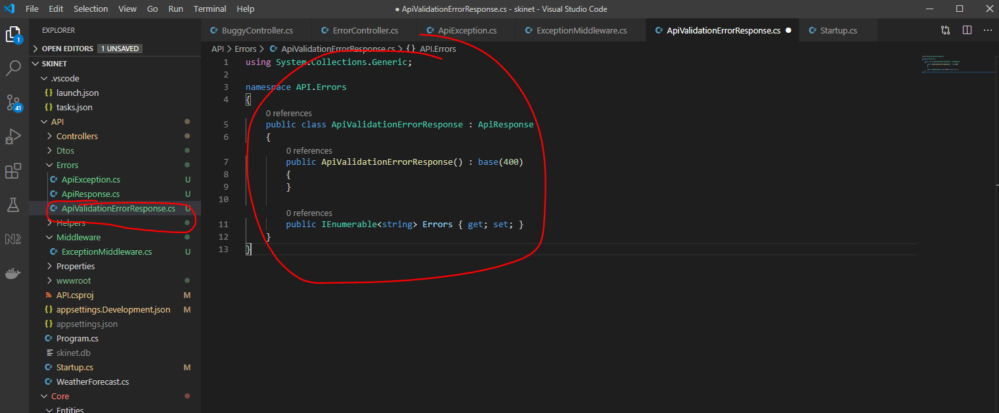 File Edit Selection View Go Run Terminal Help
● ApiValidationErrorResponse.cs - skinet - Visual Studio Code
EXPLORER
OPEN EDITORS 1 UNSAVED
SKINET
.vscode
launch.json
tasks.json
API
Controllers
Dtos
Errors
ApiException.cs U
ApiResponse.cs U
ApiValidationErrorResponse.cs U
Helpers
Middleware
ExceptionMiddleware.cs U
Properties
wwwroot
API.csproj M
appsettings.Development.json M
appsettings.json
Program.cs
skinet.db
Startup.cs M
WeatherForecast.cs
Core
Entities
1
41
BuggyController.cs ErrorController.cs ApiException.cs ExceptionMiddleware.cs ApiValidationErrorResponse.cs Startup.cs
API > Errors > ApiValidationErrorResponse.cs > {} API.Errors
1 using System.Collections.Generic;
2
3 namespace API.Errors
4 {
0 references
5 public class ApiValidationErrorResponse : ApiResponse
6 {
0 references
7 public ApiValidationErrorResponse() : base(400)
8 {
9 }
10
0 references
11 public IEnumerable<string> Errors { get; set; }
12 }
13 }